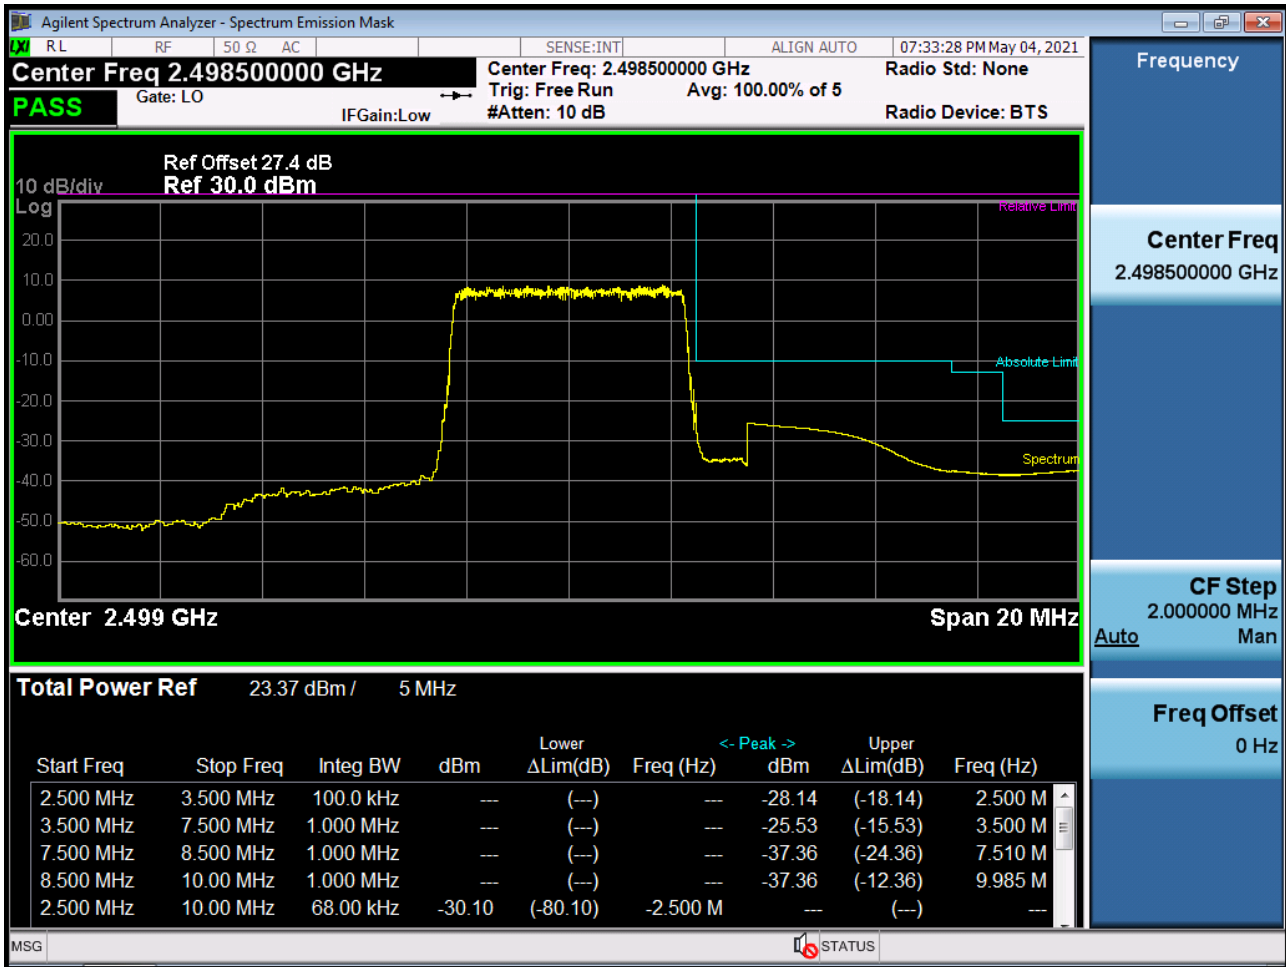 Agilent Spectrum Analyzer - Spectrum Emission Mask
LXI RL RF 50 Ω AC SENSE:INT ALIGN AUTO 07:33:28 PM May 04, 2021
Center Freq 2.498500000 GHz Center Freq: 2.498500000 GHz Radio Std: None
Gate: LO Trig: Free Run Avg: 100.00% of 5
PASS IFGain:Low #Atten: 10 dB Radio Device: BTS
Ref Offset 27.4 dB
10 dB/div Ref 30.0 dBm
Log
Relative Limit
20.0
10.0
0.00
-10.0
Absolute Limit
-20.0
-30.0
Spectrum
-40.0
-50.0
-60.0
Center 2.499 GHz Span 20 MHz
Total Power Ref 23.37 dBm / 5 MHz
Lower <- Peak -> Upper
Start Freq Stop Freq Integ BW dBm ΔLim(dB) Freq (Hz) dBm ΔLim(dB) Freq (Hz)
2.500 MHz 3.500 MHz 100.0 kHz --- (---) --- -28.14 (-18.14) 2.500 M
3.500 MHz 7.500 MHz 1.000 MHz --- (---) --- -25.53 (-15.53) 3.500 M
7.500 MHz 8.500 MHz 1.000 MHz --- (---) --- -37.36 (-24.36) 7.510 M
8.500 MHz 10.00 MHz 1.000 MHz --- (---) --- -37.36 (-12.36) 9.985 M
2.500 MHz 10.00 MHz 68.00 kHz -30.10 (-80.10) -2.500 M --- (---) ---
MSG STATUS
Frequency
Center Freq
2.498500000 GHz
CF Step
2.000000 MHz
Auto Man
Freq Offset
0 Hz